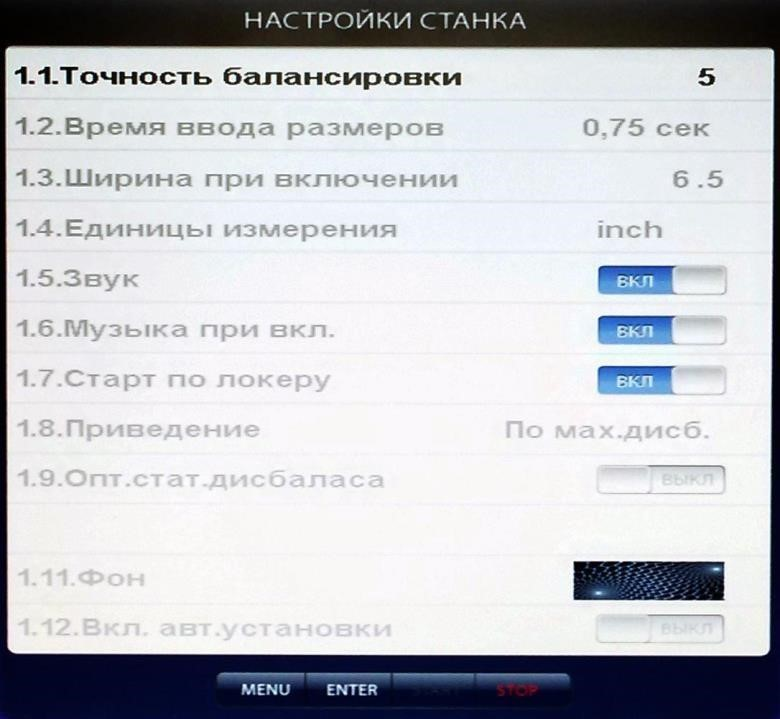 НАСТРОЙКИ СТАНКА
1.1.Точность балансировки 5
1.2.Время ввода размеров 0,75 сек
1.3.Ширина при включении 6.5
1.4.Единицы измерения inch
1.5.Звук ВКЛ
1.6.Музыка при вкл. ВКЛ
1.7.Старт по локеру ВКЛ
1.8.Приведение По мах.дисб.
1.9.Опт.стат.дисбаласа ВЫКЛ
1.11.Фон
1.12.Вкл. авт.установки ВЫКЛ
MENU ENTER START STOP